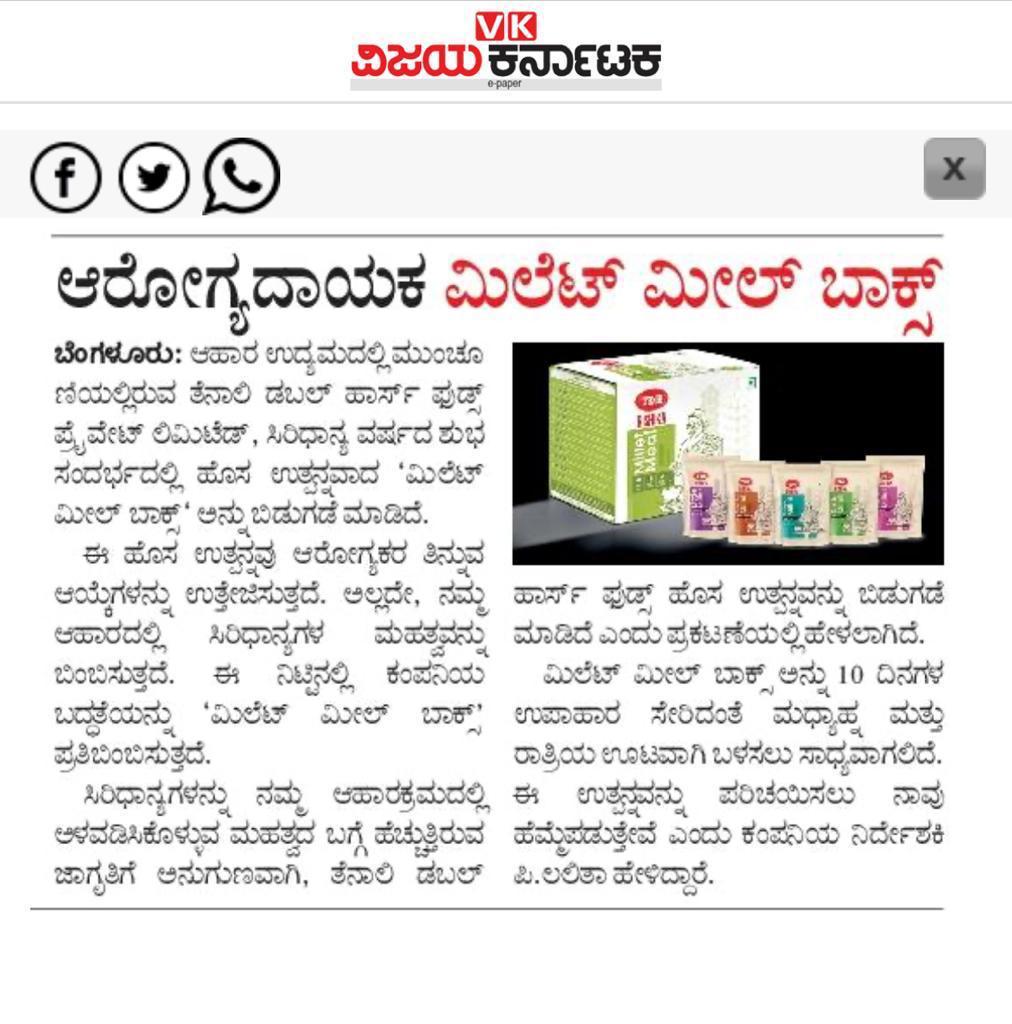 VK
ವಿಜಯ ಕರ್ನಾಟಕ
e-paper
X
ಆರೋಗ್ಯದಾಯಕ ಮಿಲೆಟ್ ಮೀಲ್ ಬಾಕ್ಸ್
ಬೆಂಗಳೂರು: ಆಹಾರ ಉದ್ಯಮದಲ್ಲಿ ಮುಂಚೂ
ಣಿಯಲ್ಲಿರುವ ತೆನಾಲಿ ಡಬಲ್ ಹಾರ್ಸ್ ಫುಡ್ಸ್
ಪ್ರೈವೇಟ್ ಲಿಮಿಟೆಡ್, ಸಿರಿಧಾನ್ಯ ವರ್ಷದ ಶುಭ
ಸಂದರ್ಭದಲ್ಲಿ ಹೊಸ ಉತ್ಪನ್ನವಾದ 'ಮಿಲೆಟ್
ಮೀಲ್ ಬಾಕ್ಸ್' ಅನ್ನು ಬಿಡುಗಡೆ ಮಾಡಿದೆ.
ಈ ಹೊಸ ಉತ್ಪನ್ನವು ಆರೋಗ್ಯಕರ ತಿನ್ನುವ
ಆಯ್ಕೆಗಳನ್ನು ಉತ್ತೇಜಿಸುತ್ತದೆ. ಅಲ್ಲದೇ, ನಮ್ಮ
ಆಹಾರದಲ್ಲಿ ಸಿರಿಧಾನ್ಯಗಳ ಮಹತ್ವವನ್ನು
ಬಿಂಬಿಸುತ್ತದೆ. ಈ ನಿಟ್ಟಿನಲ್ಲಿ ಕಂಪನಿಯ
ಬದ್ಧತೆಯನ್ನು 'ಮಿಲೆಟ್ ಮೀಲ್ ಬಾಕ್ಸ್'
ಪ್ರತಿಬಿಂಬಿಸುತ್ತದೆ.
ಸಿರಿಧಾನ್ಯಗಳನ್ನು ನಮ್ಮ ಆಹಾರಕ್ರಮದಲ್ಲಿ
ಅಳವಡಿಸಿಕೊಳ್ಳುವ ಮಹತ್ವದ ಬಗ್ಗೆ ಹೆಚ್ಚುತ್ತಿರುವ
ಜಾಗೃತಿಗೆ ಅನುಗುಣವಾಗಿ, ತೆನಾಲಿ ಡಬಲ್
TDH
Millet
Meal
ಹಾರ್ಸ್ ಫುಡ್ಸ್ ಹೊಸ ಉತ್ಪನ್ನವನ್ನು ಬಿಡುಗಡೆ
ಮಾಡಿದೆ ಎಂದು ಪ್ರಕಟಣೆಯಲ್ಲಿ ಹೇಳಲಾಗಿದೆ.
ಮಿಲೆಟ್ ಮೀಲ್ ಬಾಕ್ಸ್ ಅನ್ನು 10 ದಿನಗಳ
ಉಪಾಹಾರ ಸೇರಿದಂತೆ ಮಧ್ಯಾಹ್ನ ಮತ್ತು
ರಾತ್ರಿಯ ಊಟವಾಗಿ ಬಳಸಲು ಸಾಧ್ಯವಾಗಲಿದೆ.
ಈ ಉತ್ಪನ್ನವನ್ನು ಪರಿಚಯಿಸಲು ನಾವು
ಹೆಮ್ಮೆಪಡುತ್ತೇವೆ ಎಂದು ಕಂಪನಿಯ ನಿರ್ದೇಶಕಿ
ಪಿ.ಲಲಿತಾ ಹೇಳಿದ್ದಾರೆ.